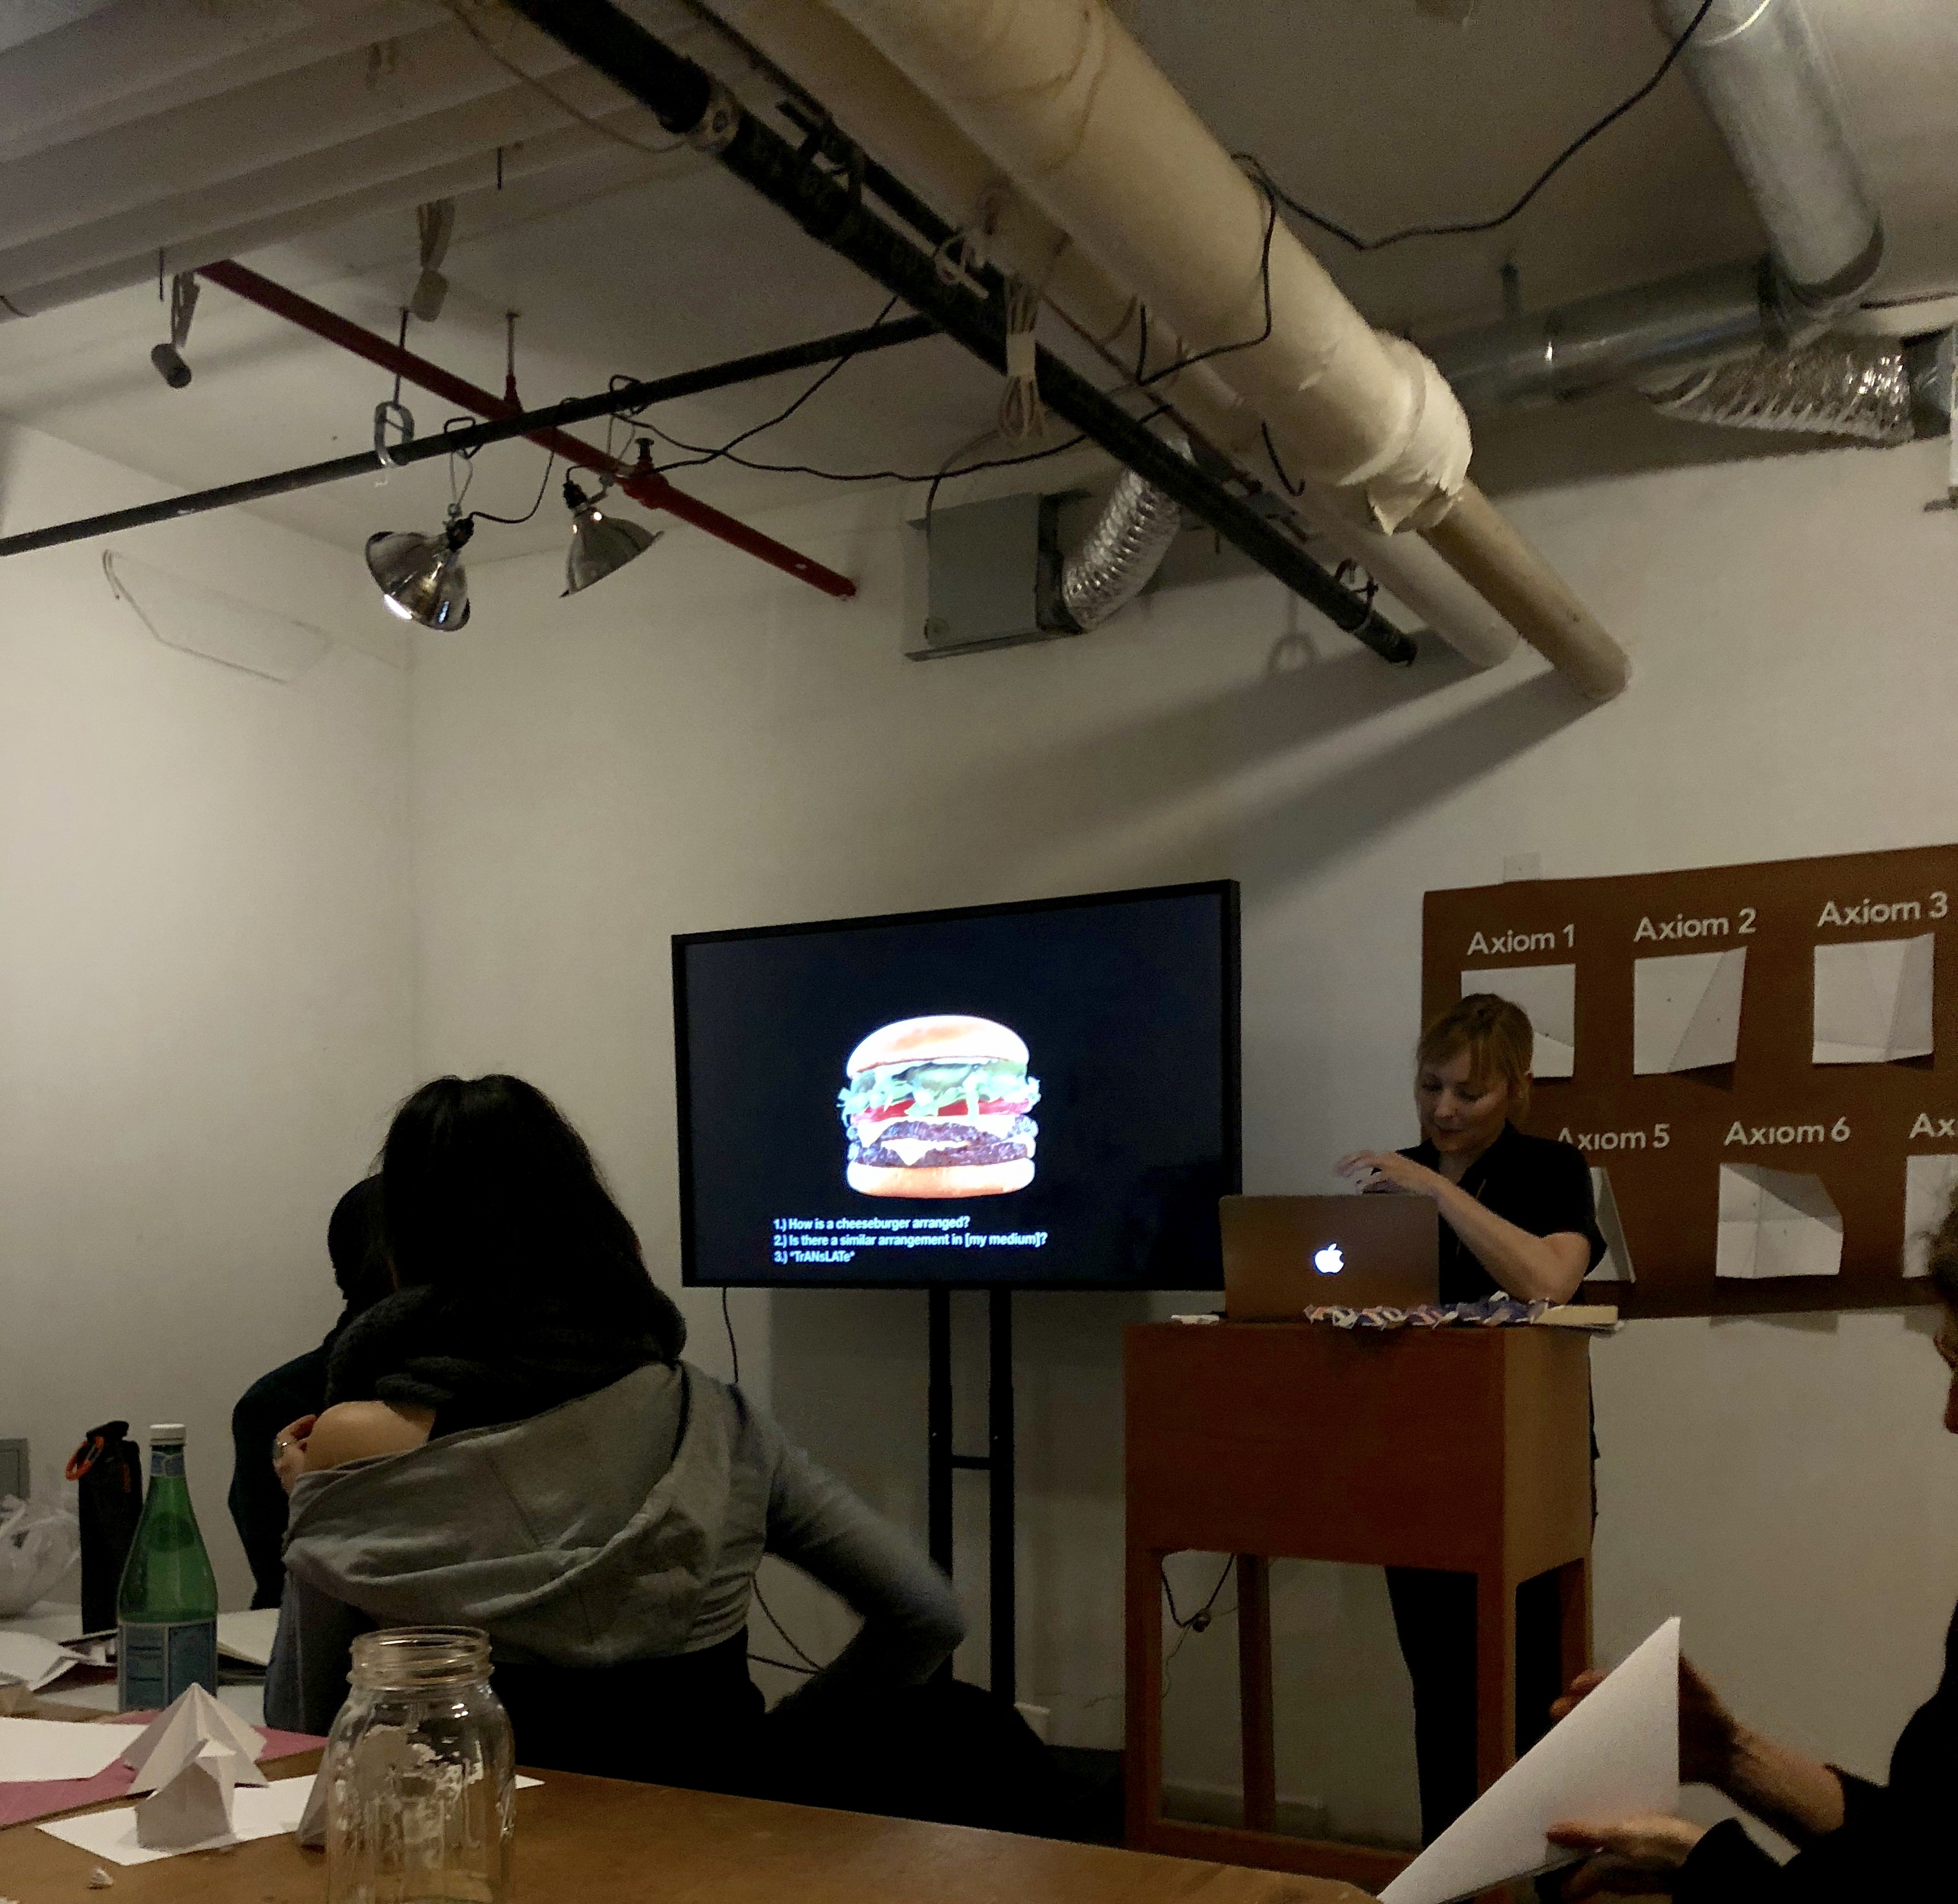 Axiom 1
Axiom 2
Axiom 3
Axiom 5
Axiom 6
Ax
1.) How is a cheeseburger arranged?
2.) Is there a similar arrangement in [my medium]?
3.) *TrANsLATe*